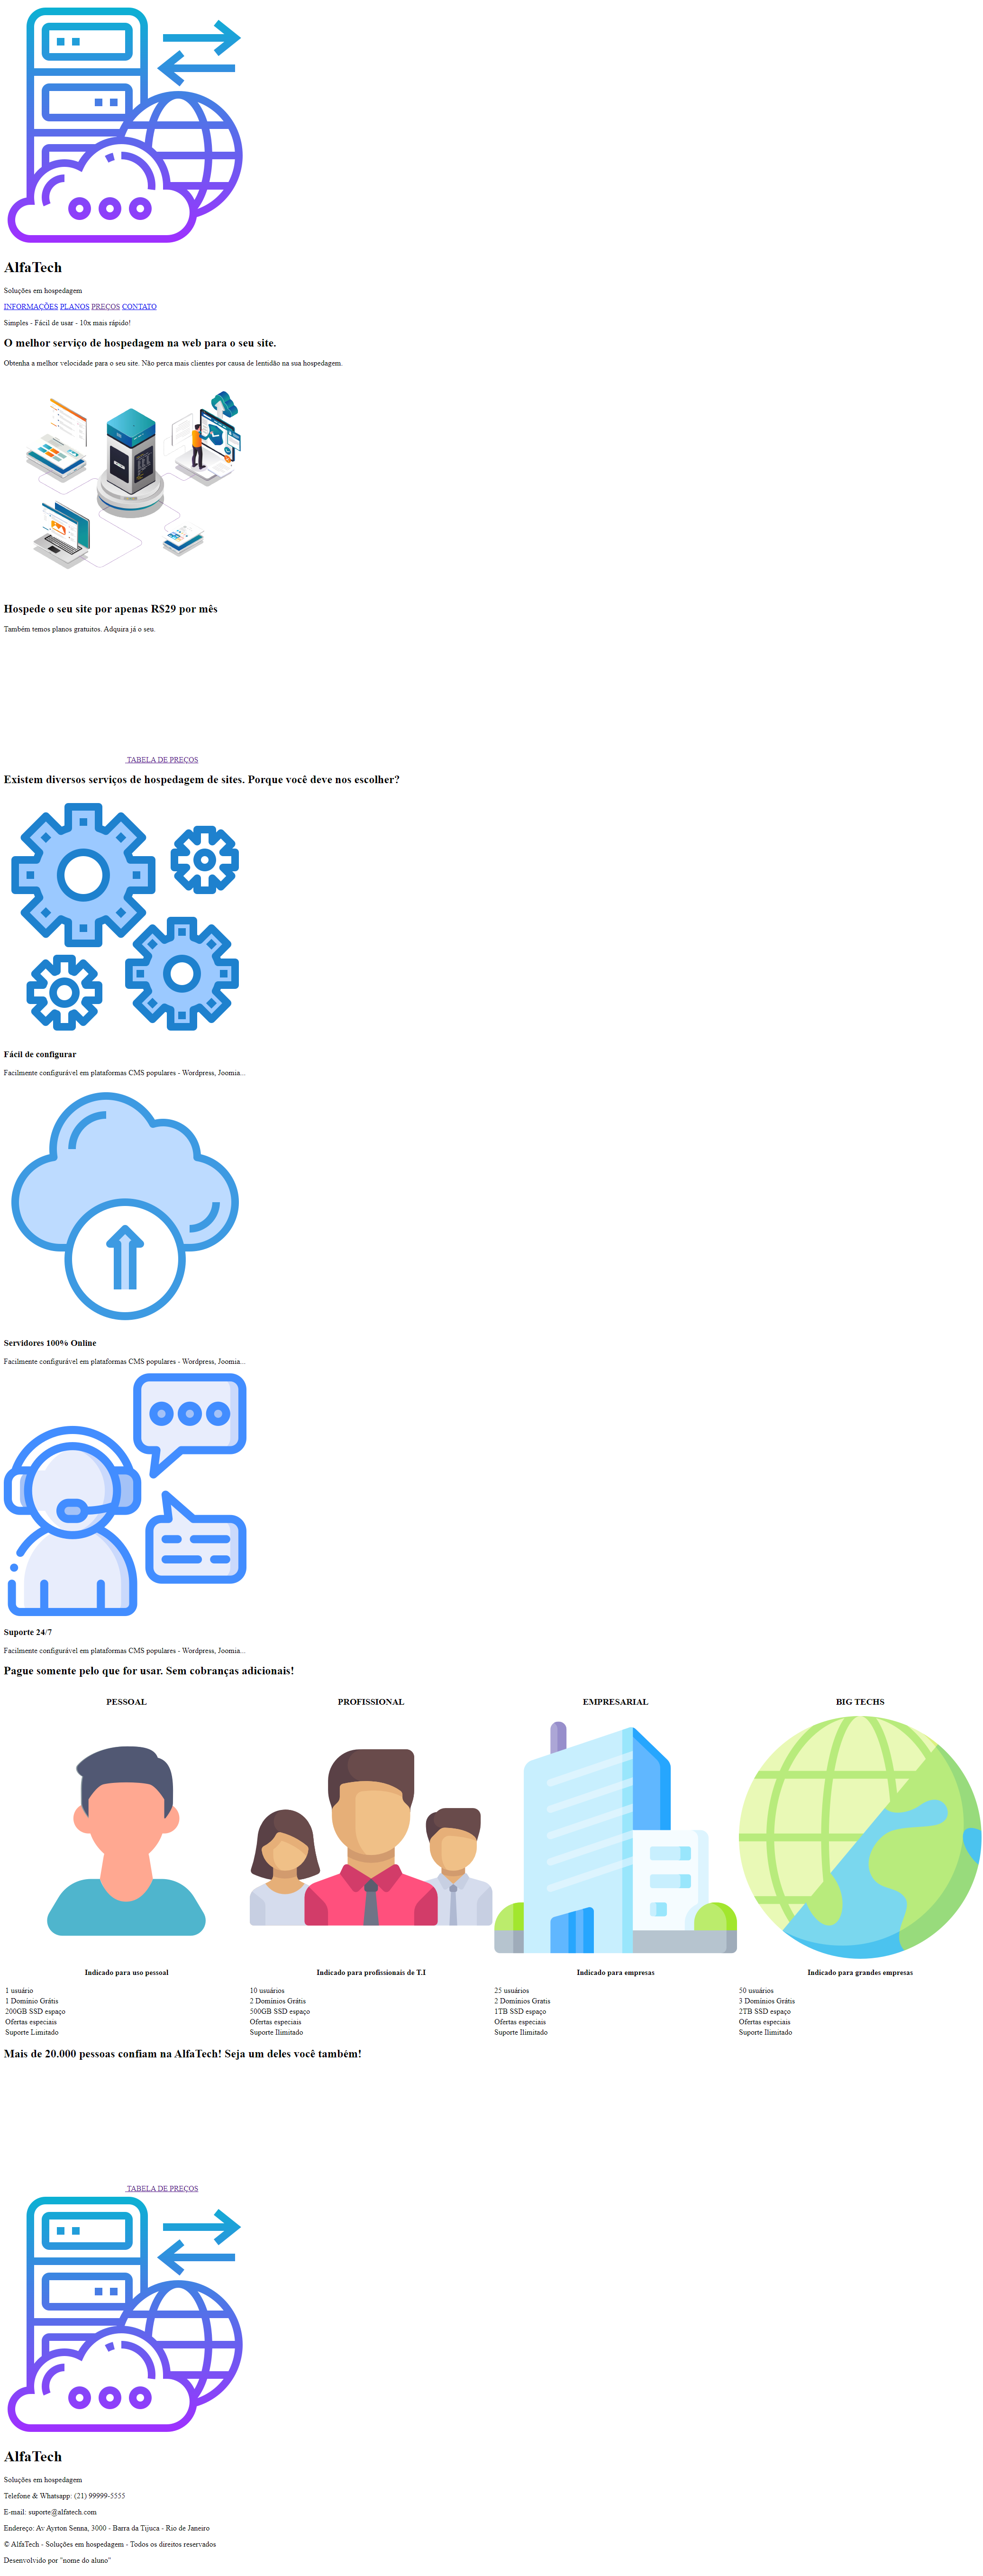 AlfaTech
Soluções em hospedagem
INFORMAÇÕES PLANOS PREÇOS CONTATO
Simples - Fácil de usar - 10x mais rápido!
O melhor serviço de hospedagem na web para o seu site.
Obtenha a melhor velocidade para o seu site. Não perca mais clientes por causa de lentidão na sua hospedagem.
Hospede o seu site por apenas R$29 por mês
Também temos planos gratuitos. Adquira já o seu.
TABELA DE PREÇOS
Existem diversos serviços de hospedagem de sites. Porque você deve nos escolher?
Fácil de configurar
Facilmente configurável em plataformas CMS populares - Wordpress, Joomia...
Servidores 100% Online
Facilmente configurável em plataformas CMS populares - Wordpress, Joomia...
Suporte 24/7
Facilmente configurável em plataformas CMS populares - Wordpress, Joomia...
Pague somente pelo que for usar. Sem cobranças adicionais!
PESSOAL PROFISSIONAL EMPRESARIAL BIG TECHS
Indicado para uso pessoal Indicado para profissionais de T.I Indicado para empresas Indicado para grandes empresas
1 usuário 10 usuários 25 usuários 50 usuários
1 Domínio Grátis 2 Domínios Grátis 2 Domínios Gratis 3 Domínios Grátis
200GB SSD espaço 500GB SSD espaço 1TB SSD espaço 2TB SSD espaço
Ofertas especiais Ofertas especiais Ofertas especiais Ofertas especiais
Suporte Limitado Suporte Ilimitado Suporte Ilimitado Suporte Ilimitado
Mais de 20.000 pessoas confiam na AlfaTech! Seja um deles você também!
TABELA DE PREÇOS
AlfaTech
Soluções em hospedagem
Telefone & Whatsapp: (21) 99999-5555
E-mail: suporte@alfatech.com
Endereço: Av Ayrton Senna, 3000 - Barra da Tijuca - Rio de Janeiro
© AlfaTech - Soluções em hospedagem - Todos os direitos reservados
Desenvolvido por "nome do aluno"